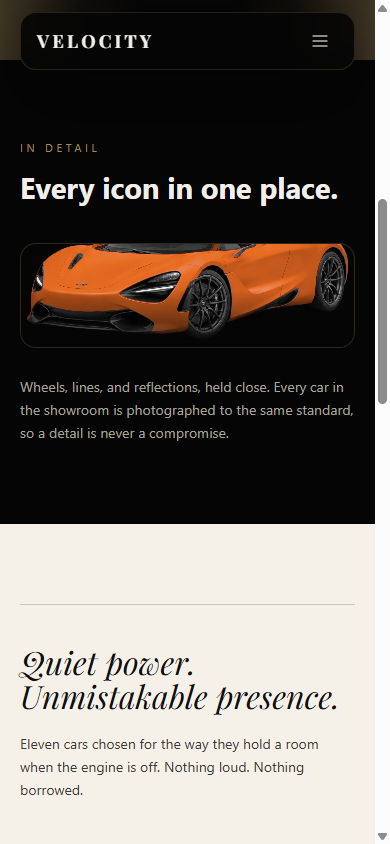 VELOCITY
IN DETAIL
Every icon in one place.
Wheels, lines, and reflections, held close. Every car in
the showroom is photographed to the same standard,
so a detail is never a compromise.
Quiet power.
Unmistakable presence.
Eleven cars chosen for the way they hold a room
when the engine is off. Nothing loud. Nothing
borrowed.